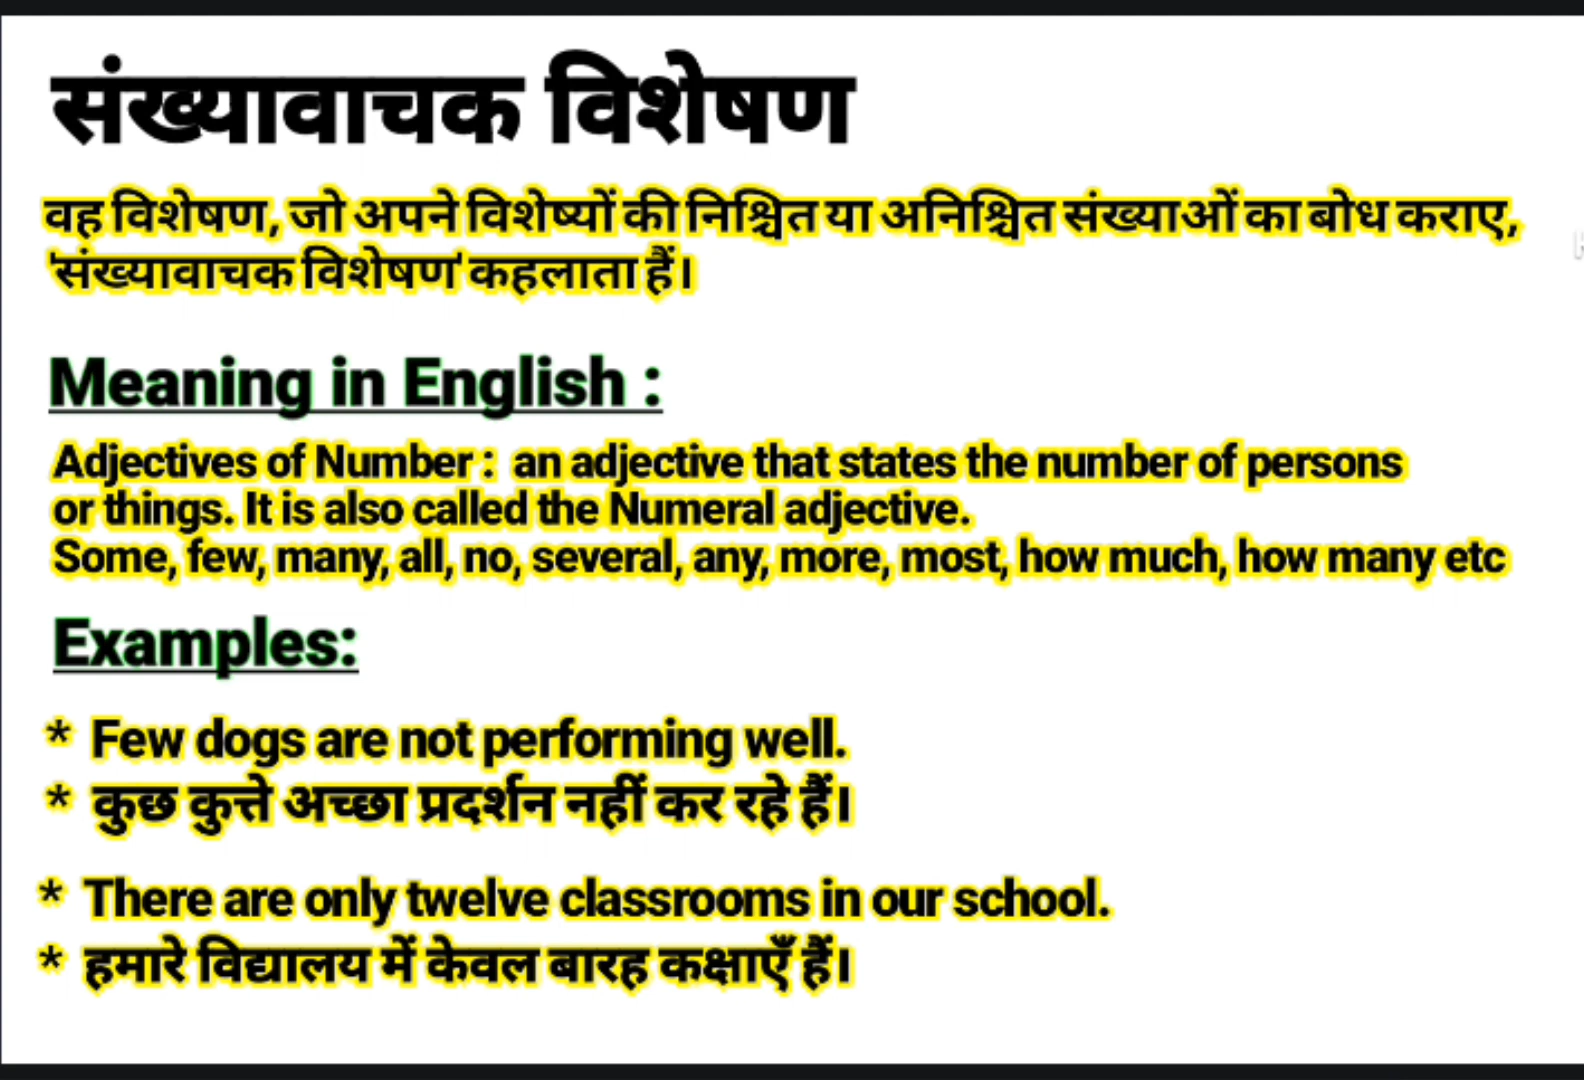 संख्यावाचक विशेषण
वह विशेषण, जो अपने विशेष्यों की निश्चित या अनिश्चित संख्याओं का बोध कराए,
'संख्यावाचक विशेषण' कहलाता हैं।
Meaning in English :
Adjectives of Number : an adjective that states the number of persons
or things. It is also called the Numeral adjective.
Some, few, many, all, no, several, any, more, most, how much, how many etc
Examples:
* Few dogs are not performing well.
* कुछ कुत्ते अच्छा प्रदर्शन नहीं कर रहे हैं।
* There are only twelve classrooms in our school.
* हमारे विद्यालय में केवल बारह कक्षाएँ हैं।